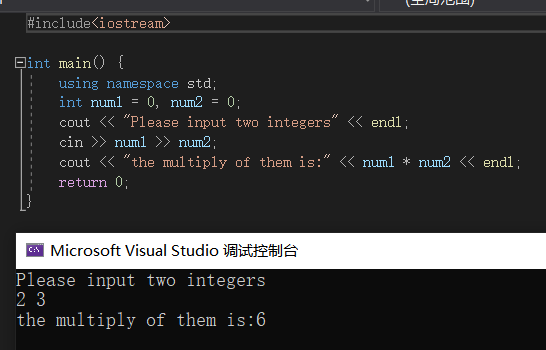 (全局范围)
#include<iostream>
int main() {
using namespace std;
int num1 = 0, num2 = 0;
cout << "Please input two integers" << endl;
cin >> num1 >> num2;
cout << "the multiply of them is:" << num1 * num2 << endl;
return 0;
}
Microsoft Visual Studio 调试控制台
Please input two integers
2 3
the multiply of them is:6